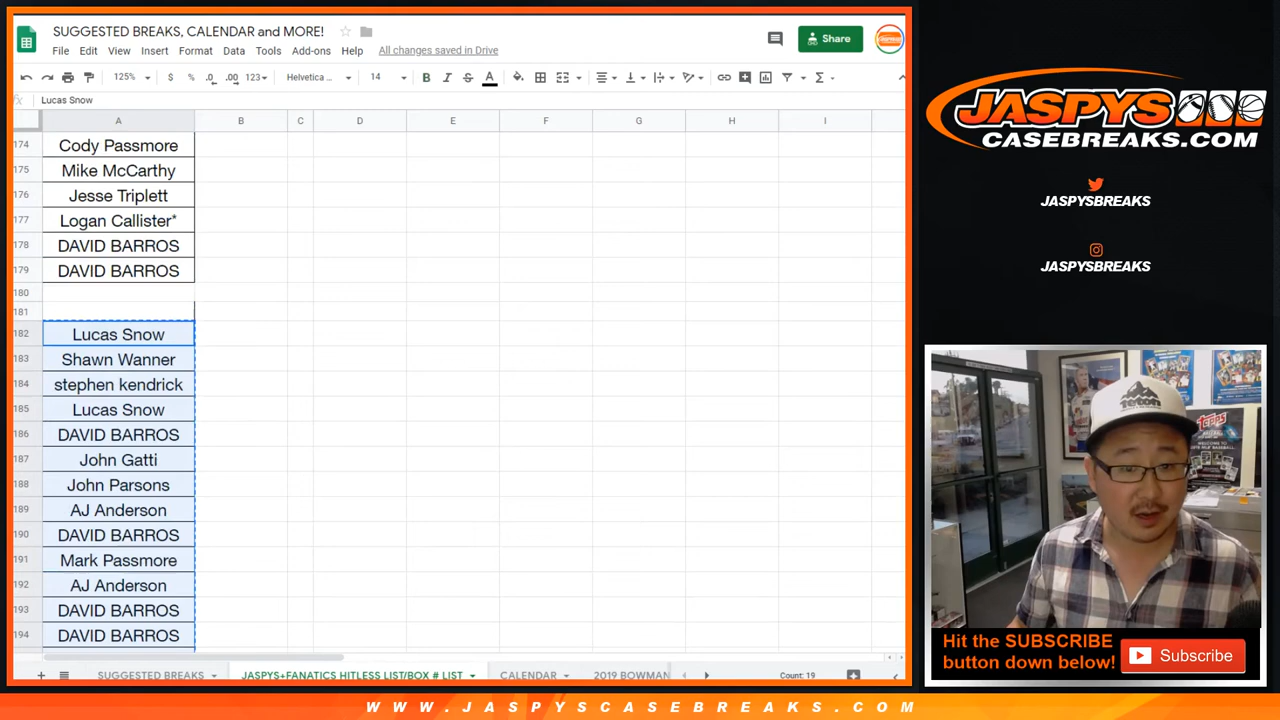 SUGGESTED BREAKS, CALENDAR and MORE!
File Edit View Insert Format Data Tools Add-ons Help All changes saved in Drive
Share
125% $ % .0 .00 123 Helvetica ... 14 B I S A
Lucas Snow
A B C D E F G H I
174 Cody Passmore
175 Mike McCarthy
176 Jesse Triplett
177 Logan Callister*
178 DAVID BARROS
179 DAVID BARROS
180
181
182 Lucas Snow
183 Shawn Wanner
184 stephen kendrick
185 Lucas Snow
186 DAVID BARROS
187 John Gatti
188 John Parsons
189 AJ Anderson
190 DAVID BARROS
191 Mark Passmore
192 AJ Anderson
193 DAVID BARROS
194 DAVID BARROS
SUGGESTED BREAKS JASPYS+FANATICS HITLESS LIST/BOX # LIST CALENDAR 2019 BOWMAN Count: 19
JASPYS
CASEBREAKS.COM
JASPYSBREAKS
JASPYSBREAKS
TeTon
TOPPS
Hit the SUBSCRIBE
button down below!
Subscribe
WWW.JASPYSCASEBREAKS.COM